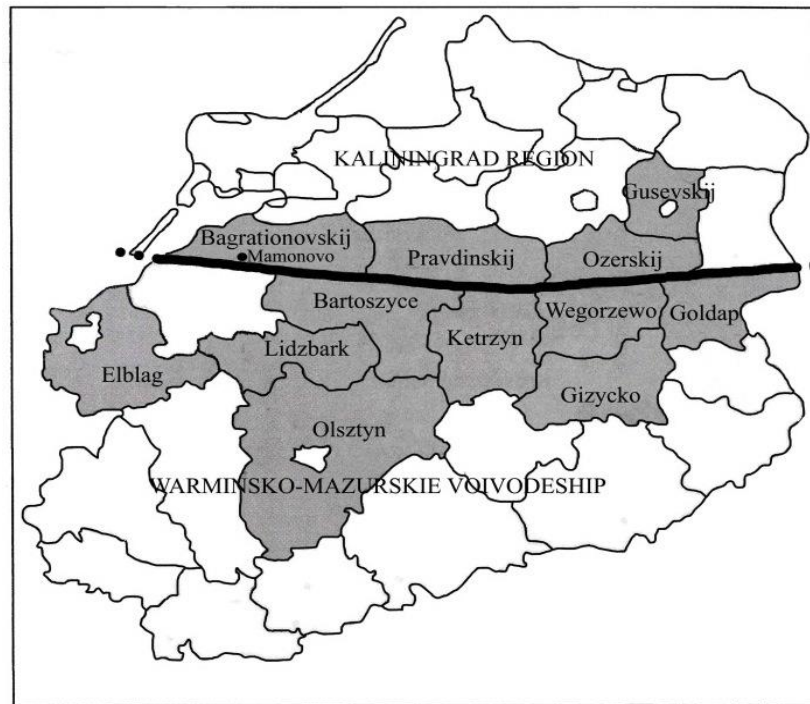 KALININGRAD REGION
Gusevskij
Bagrationovskij
Mamonovo
Pravdinskij
Ozerskij
Bartoszyce
Wegorzewo
Goldap
Ketrzyn
Lidzbark
Elblag
Gizycko
Olsztyn
WARMINSKO-MAZURSKIE VOIVODESHIP